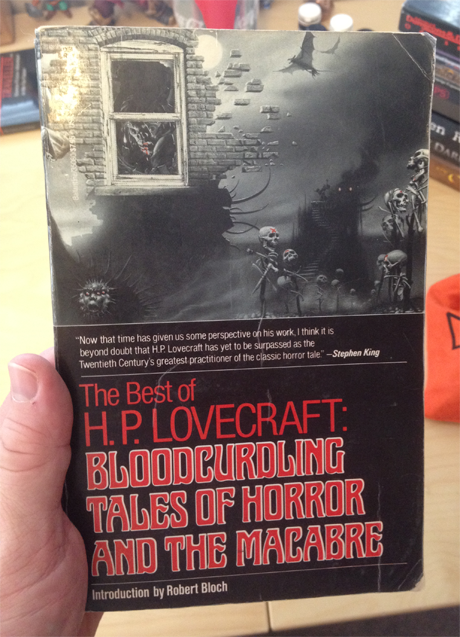 "Now that time has given us some perspective on his work, I think it is
beyond doubt that H.P. Lovecraft has yet to be surpassed as the
Twentieth Century's greatest practitioner of the classic horror tale." —Stephen King
The Best of
H.P. LOVECRAFT:
BLOODCURDLING
TALES OF HORROR
AND THE MACABRE
Introduction by Robert Bloch